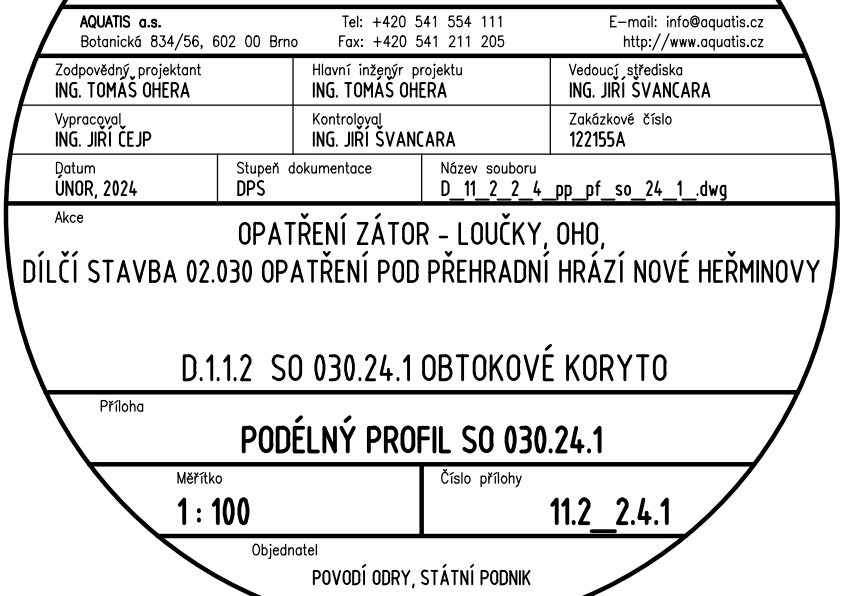 AQUATIS a.s. Tel: +420 541 554 111 E-mail: info@aquatis.cz
Botanická 834/56, 602 00 Brno Fax: +420 541 211 205 http://www.aquatis.cz
Zodpovědný projektant Hlavní inženýr projektu Vedoucí střediska
ING. TOMÁŠ OHERA ING. TOMÁŠ OHERA ING. JIŘÍ ŠVANCARA
Vypracoval Kontroloval Zakázkové číslo
ING. JIŘÍ ČEJP ING. JIŘÍ ŠVANCARA 122155A
Datum Stupeň dokumentace Název souboru
ÚNOR, 2024 DPS D_11_2_2_4_pp_pf_so_24_1_.dwg
Akce
OPATŘENÍ ZÁTOR - LOUČKY, OHO,
DÍLČÍ STAVBA 02.030 OPATŘENÍ POD PŘEHRADNÍ HRÁZÍ NOVÉ HEŘMINOVY
D.1.1.2 SO 030.24.1 OBTOKOVÉ KORYTO
Příloha
PODÉLNÝ PROFIL SO 030.24.1
Měřítko Číslo přílohy
1 : 100 11.2_2.4.1
Objednatel
POVODÍ ODRY, STÁTNÍ PODNIK